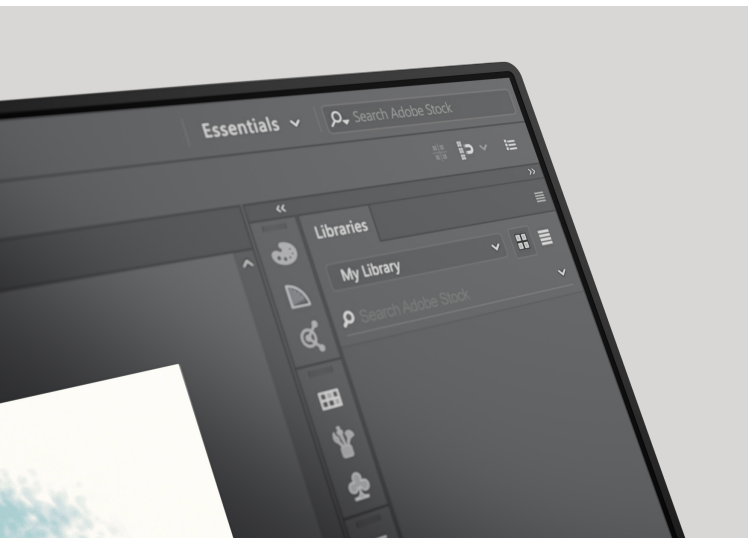 Essentials
Search Adobe Stock
Libraries
My Library
Search Adobe Stock